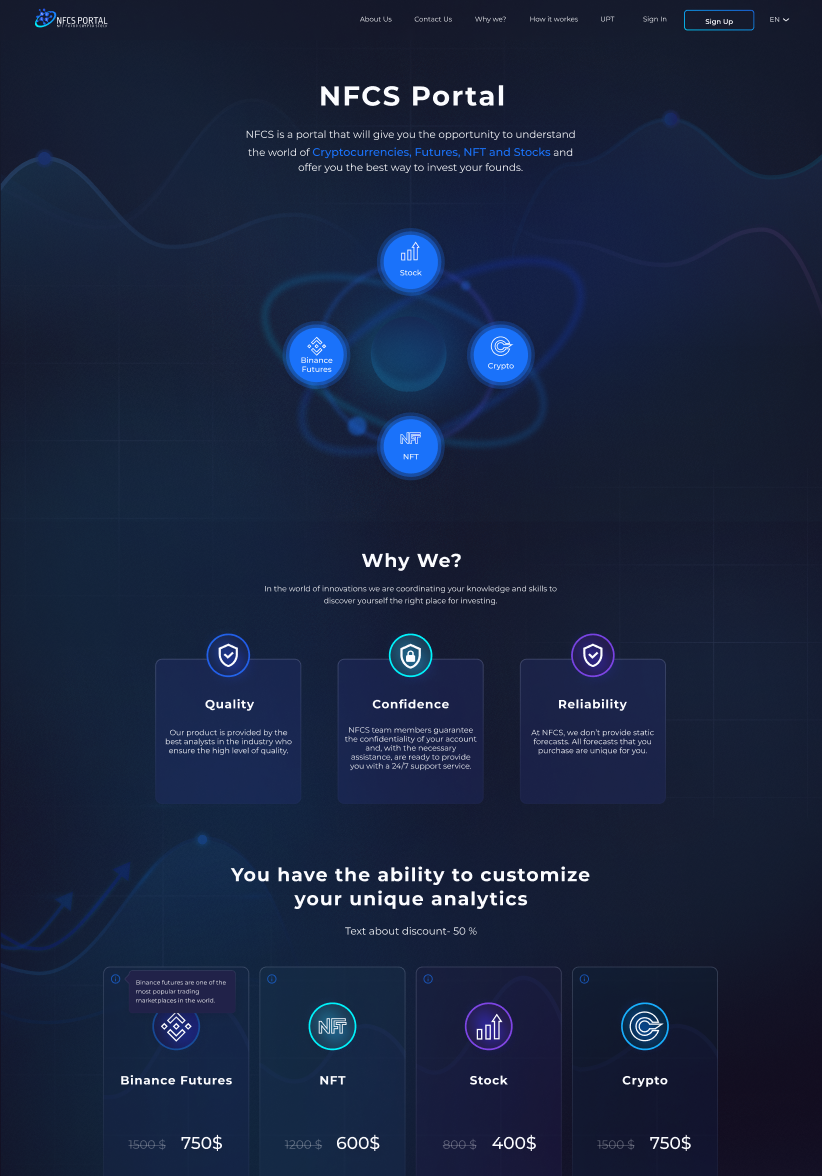 NFCS PORTAL
NFT FUTUR CRYPTO STOCK
About Us
Contact Us
Why we?
How it workes
UPT
Sign In
Sign Up
EN
NFCS Portal
NFCS is a portal that will give you the opportunity to understand
the world of Cryptocurrencies, Futures, NFT and Stocks and
offer you the best way to invest your founds.
Stock
Binance
Futures
Crypto
NFT
NFT
Why We?
In the world of innovations we are coordinating your knowledge and skills to
discover yourself the right place for investing.
Quality
Our product is provided by the
best analysts in the industry who
ensure the high level of quality.
Confidence
NFCS team members guarantee
the confidentiality of your account
and, with the necessary
assistance, are ready to provide
you with a 24/7 support service.
Reliability
At NFCS, we don't provide static
forecasts. All forecasts that you
purchase are unique for you.
You have the ability to customize
your unique analytics
Text about discount- 50 %
Binance futures are one of the
most popular trading
marketplaces in the world.
Binance Futures
1500 $ 750$
NFT
NFT
1200 $ 600$
Stock
800 $ 400$
Crypto
1500 $ 750$